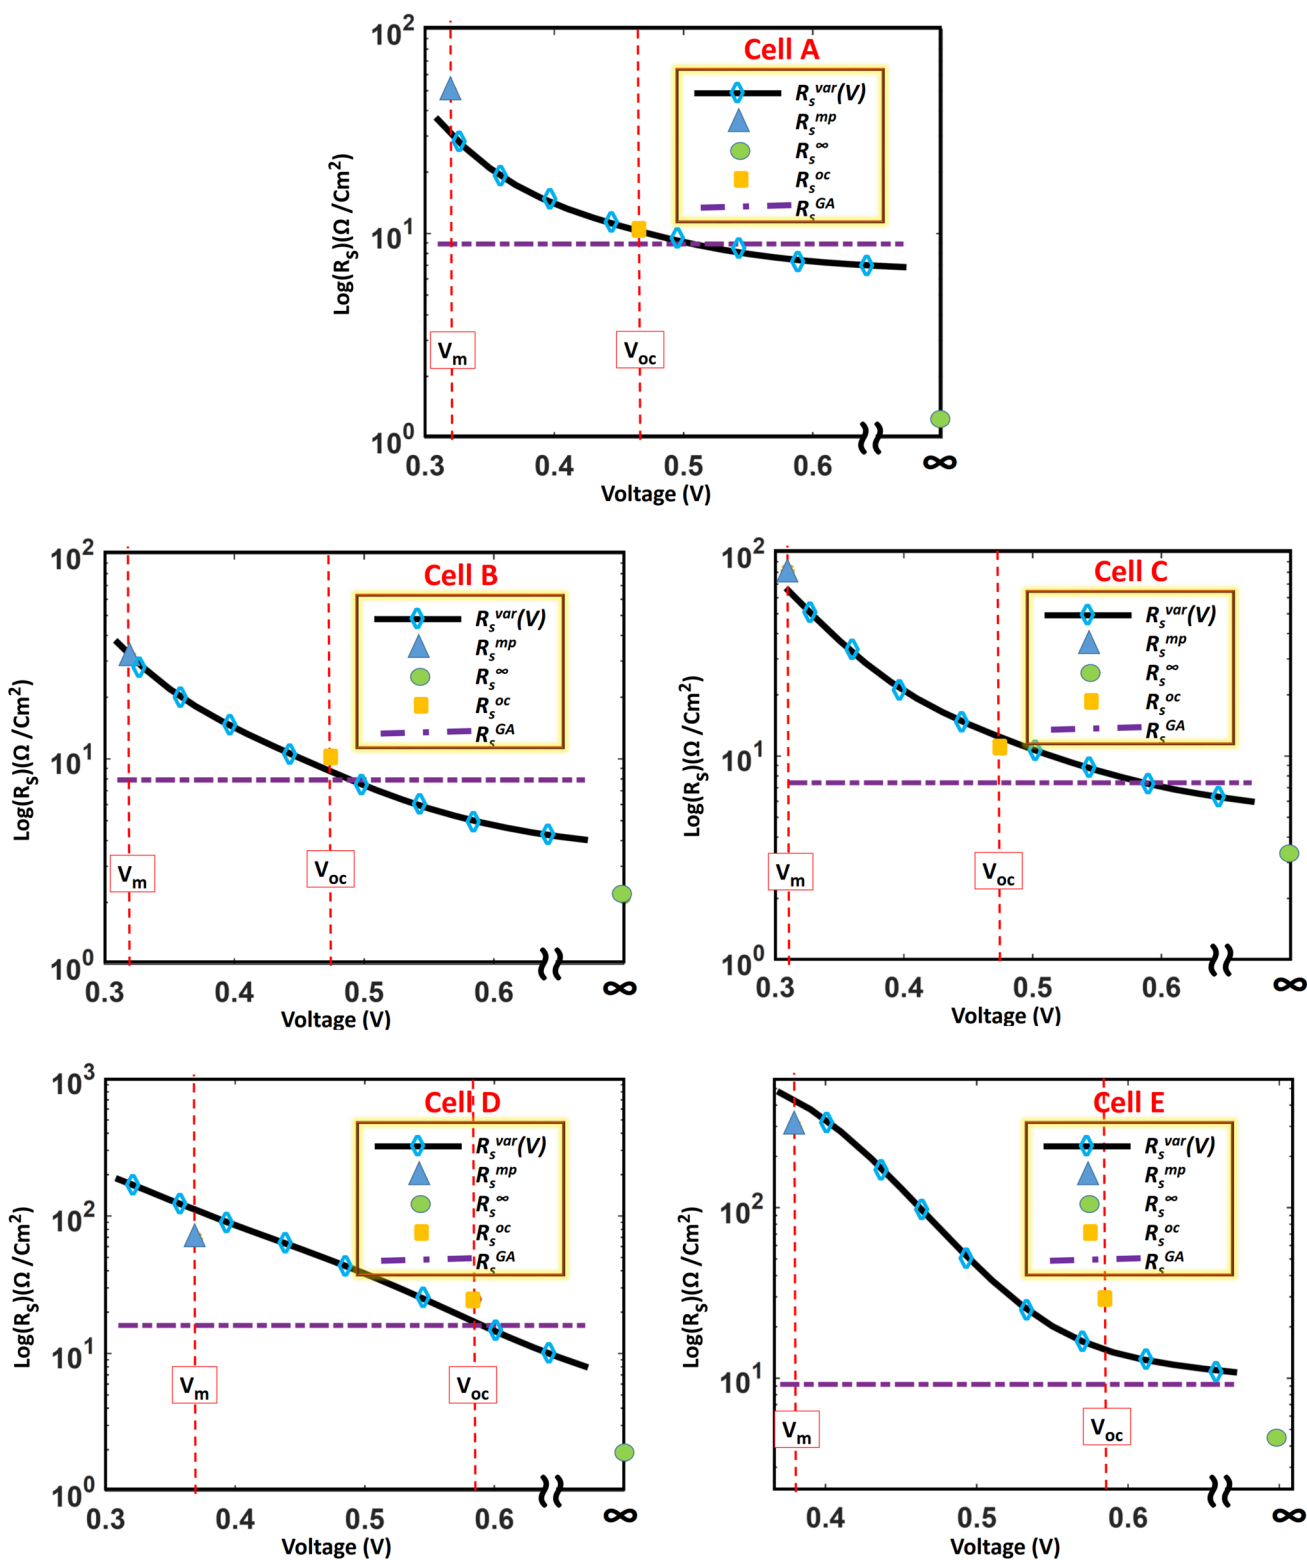 Cell A
R_s^var(V)
R_s^mp
R_s^∞
R_s^oc
R_s^GA
Log(R_s)(Ω /Cm²)
10²
10¹
10⁰
V_m
V_oc
0.3 0.4 0.5 0.6 ∞
Voltage (V)
Cell B
R_s^var(V)
R_s^mp
R_s^∞
R_s^oc
R_s^GA
Log(R_s)(Ω /Cm²)
10²
10¹
10⁰
V_m
V_oc
0.3 0.4 0.5 0.6 ∞
Voltage (V)
Cell C
R_s^var(V)
R_s^mp
R_s^∞
R_s^oc
R_s^GA
Log(R_s)(Ω /Cm²)
10²
10¹
10⁰
V_m
V_oc
0.3 0.4 0.5 0.6 ∞
Voltage (V)
Cell D
R_s^var(V)
R_s^mp
R_s^∞
R_s^oc
R_s^GA
Log(R_s)(Ω /Cm²)
10³
10²
10¹
10⁰
V_m
V_oc
0.3 0.4 0.5 0.6 ∞
Voltage (V)
Cell E
R_s^var(V)
R_s^mp
R_s^∞
R_s^oc
R_s^GA
Log(R_s)(Ω /Cm²)
10²
10¹
V_m
V_oc
0.4 0.5 0.6 ∞
Voltage (V)